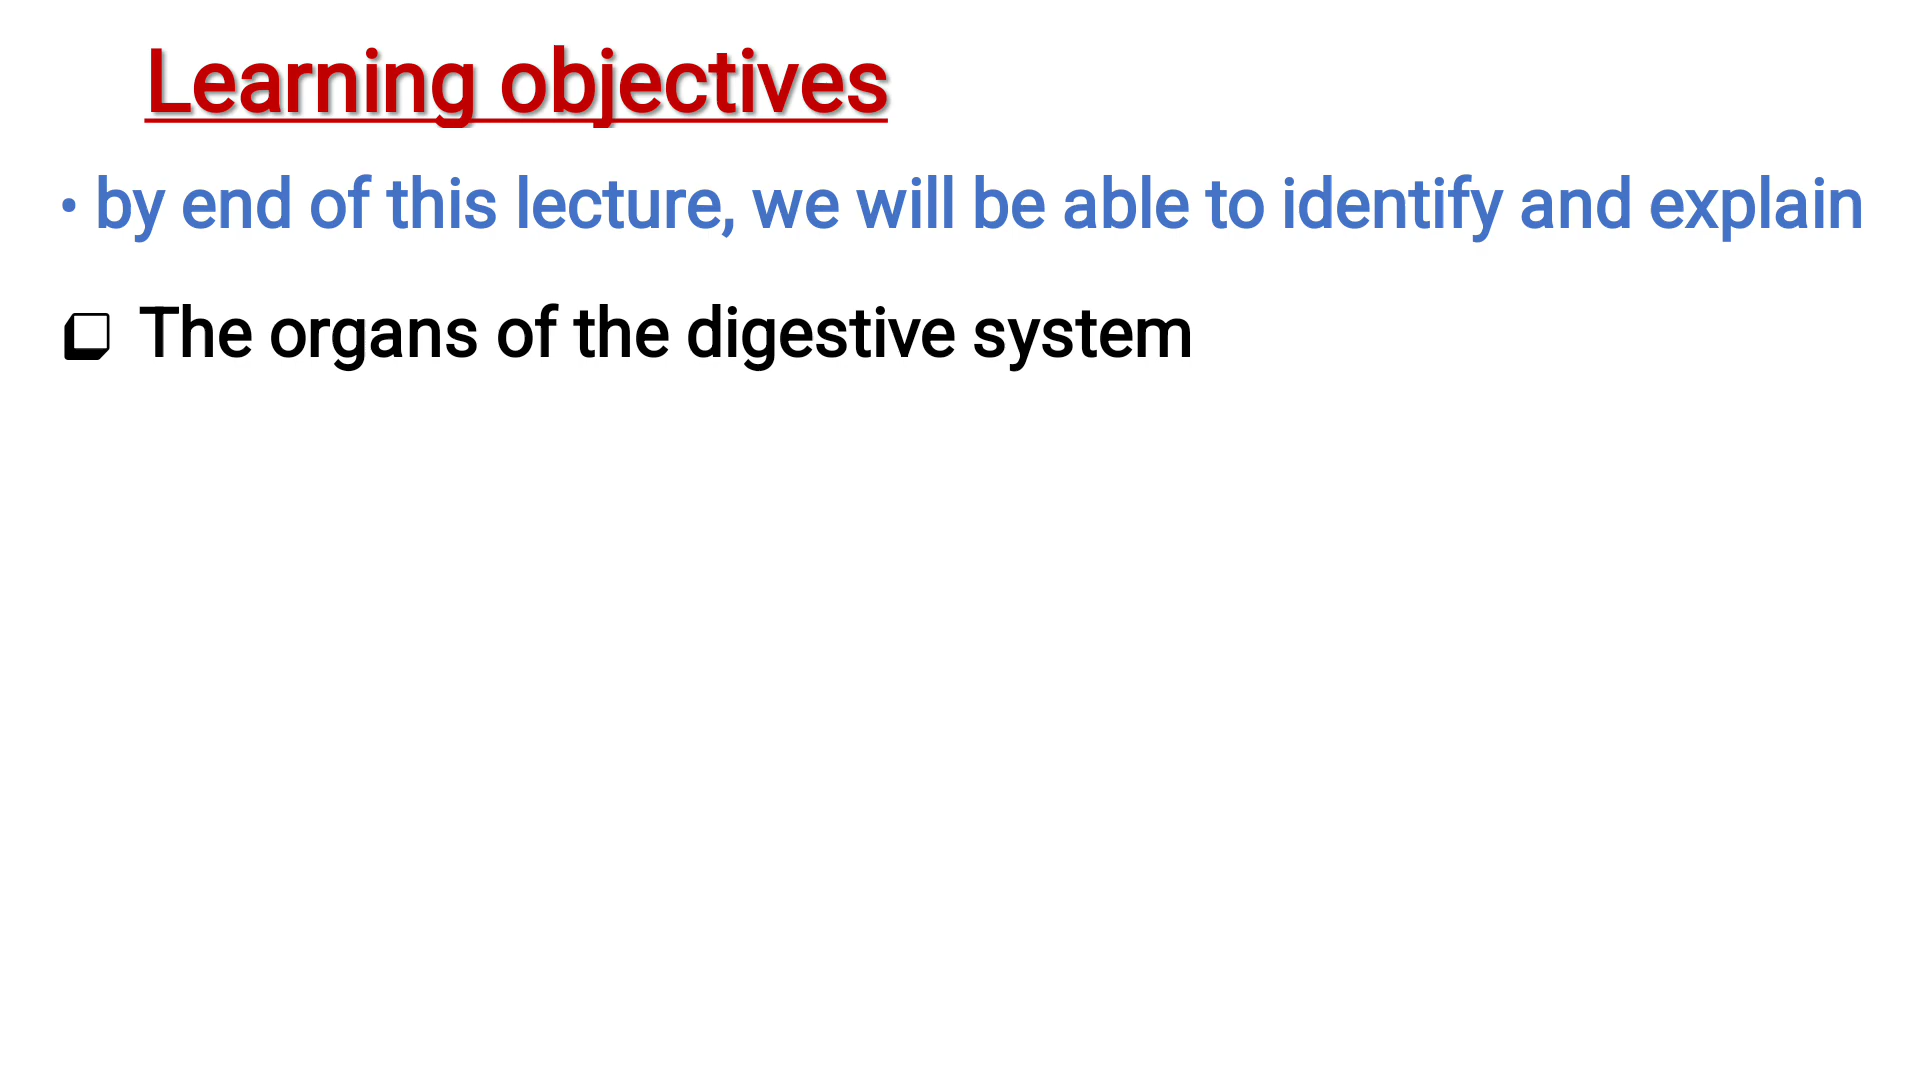 Learning objectives
• by end of this lecture, we will be able to identify and explain
❑ The organs of the digestive system